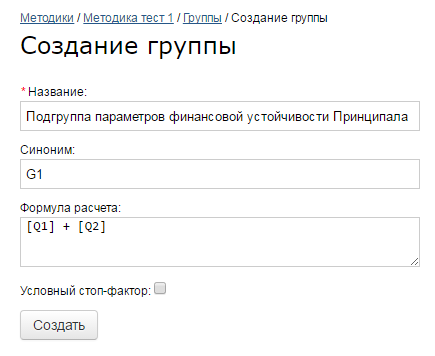 Методики / Методика тест 1 / Группы / Создание группы
Создание группы
* Название:
Подгруппа параметров финансовой устойчивости Принципала
Синоним:
G1
Формула расчета:
[Q1] + [Q2]
Условный стоп-фактор:
Создать